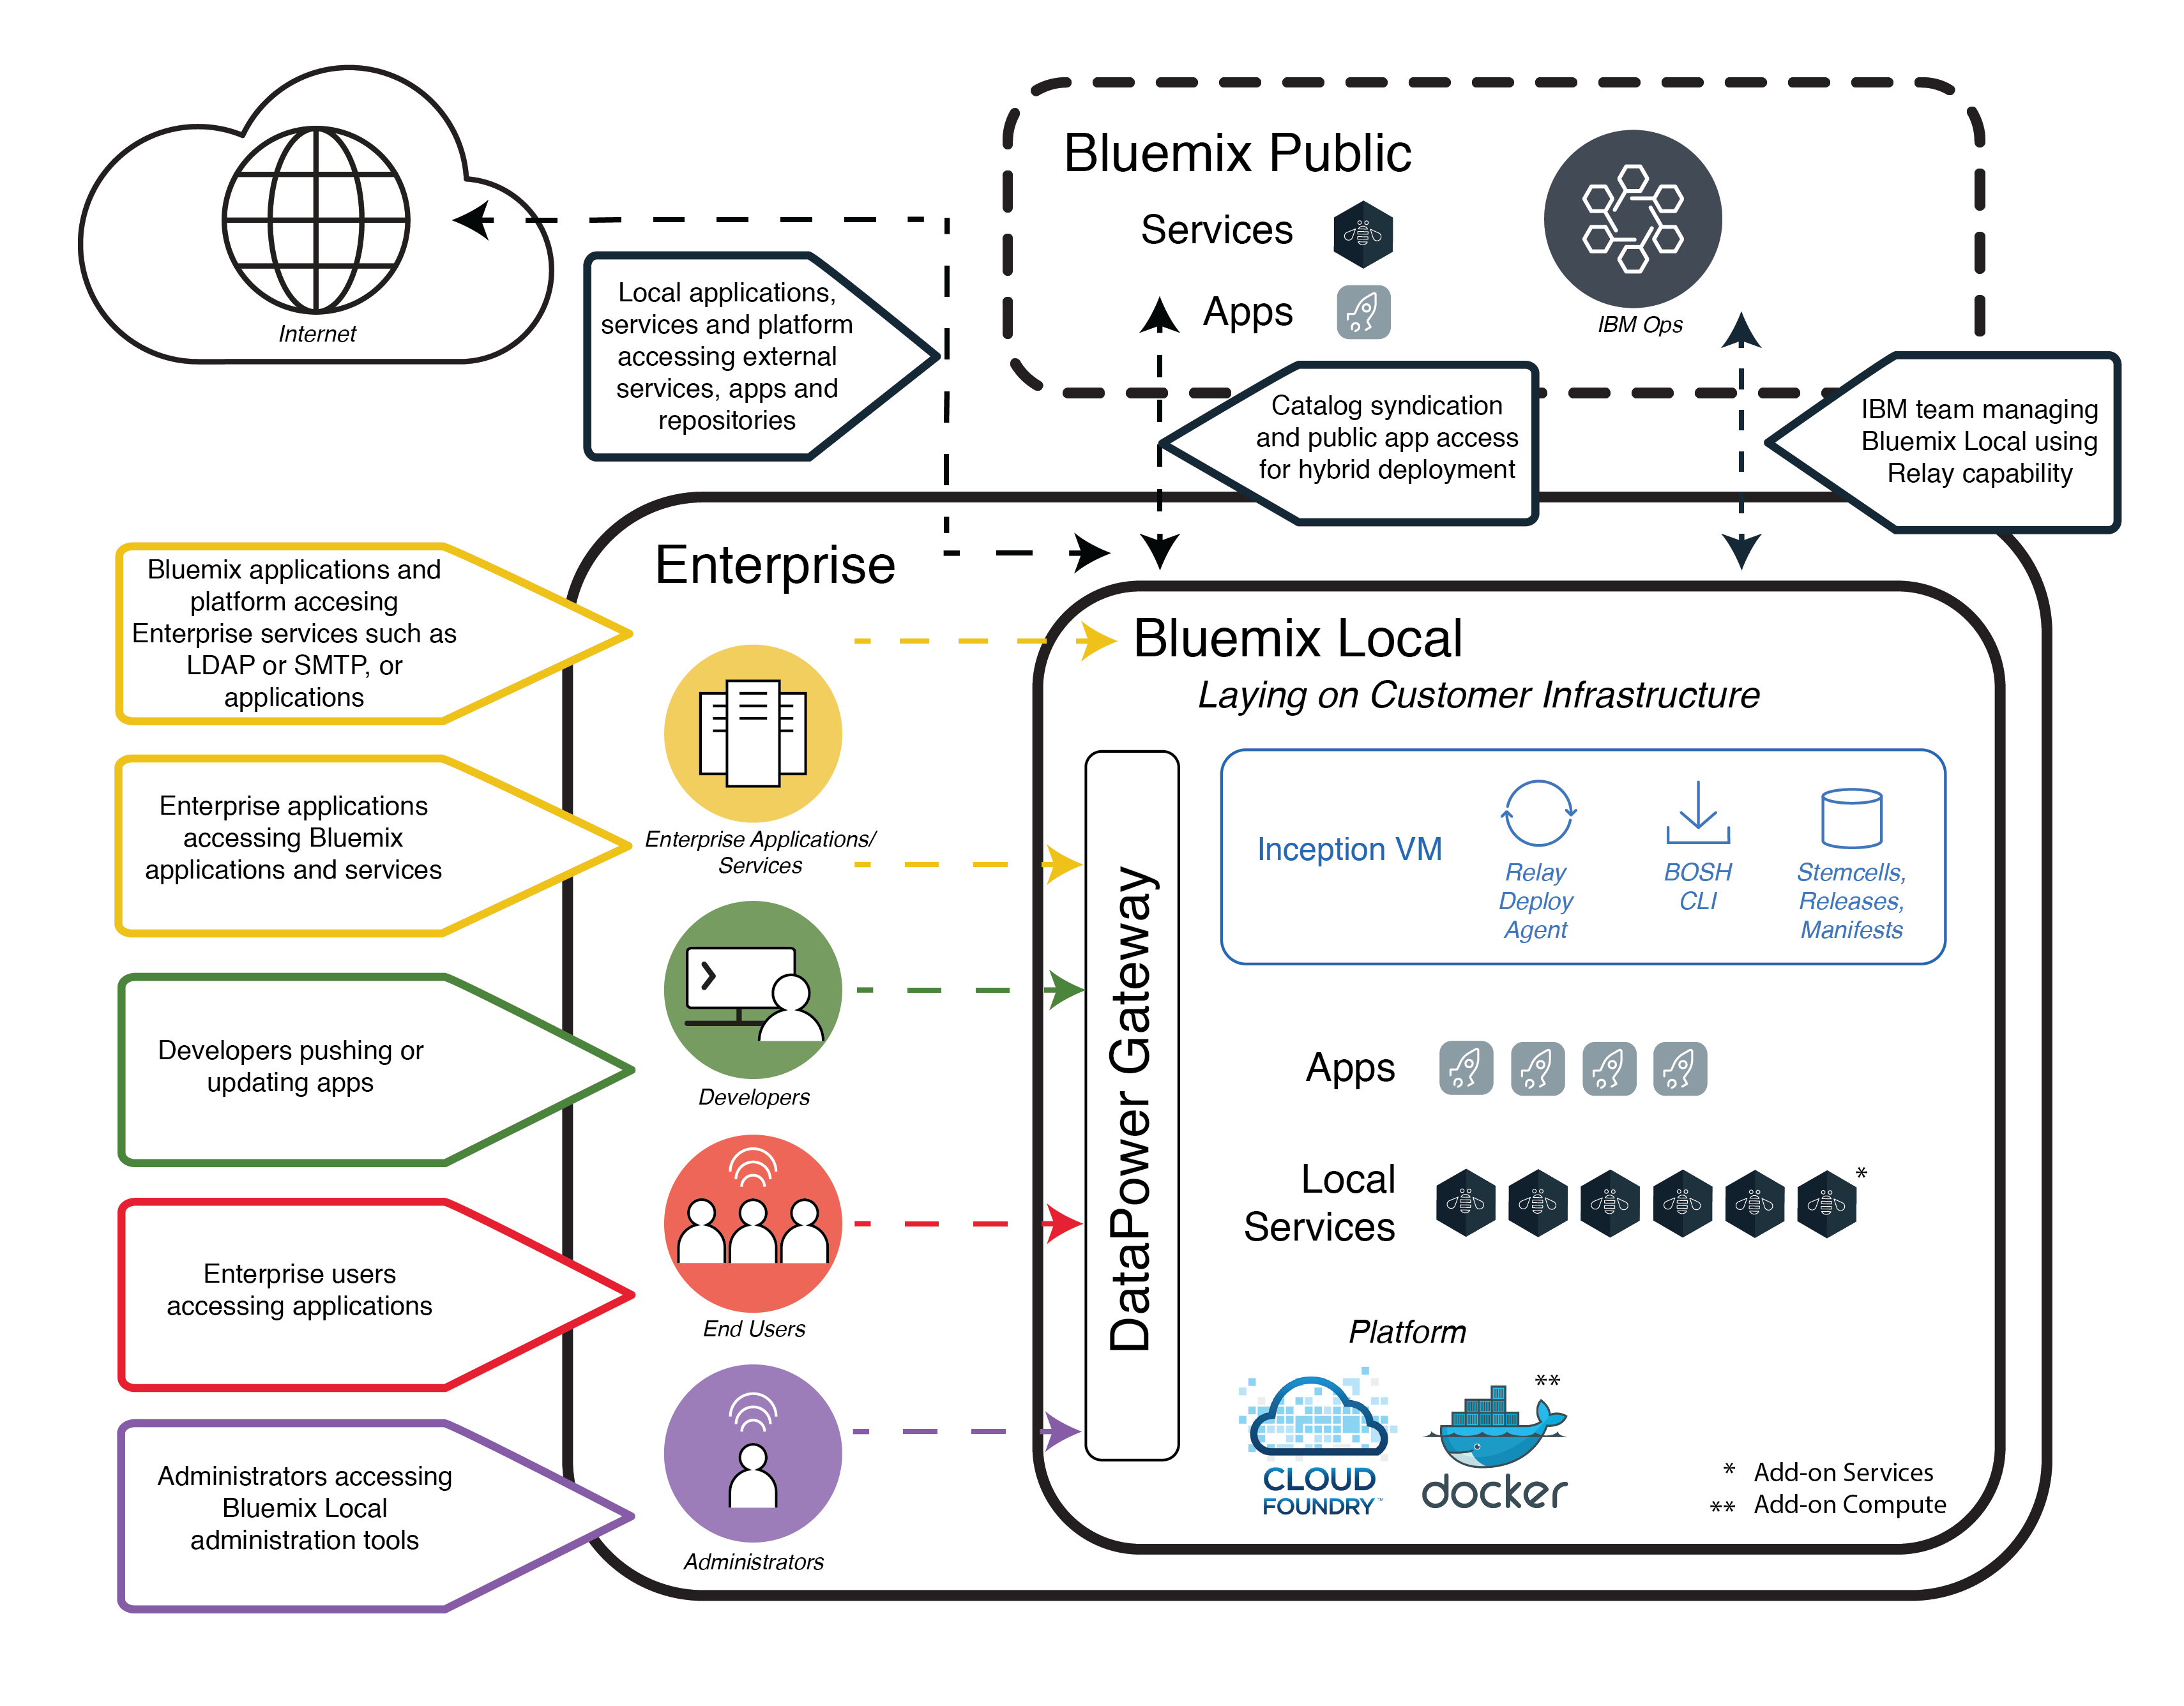 Internet
Local applications,
services and platform
accessing external
services, apps and
repositories
Bluemix Public
Services
Apps
IBM Ops
Catalog syndication
and public app access
for hybrid deployment
IBM team managing
Bluemix Local using
Relay capability
Bluemix applications and
platform accesing
Enterprise services such as
LDAP or SMTP, or
applications
Enterprise applications
accessing Bluemix
applications and services
Developers pushing or
updating apps
Enterprise users
accessing applications
Administrators accessing
Bluemix Local
administration tools
Enterprise
Enterprise Applications/
Services
Developers
End Users
Administrators
Bluemix Local
Laying on Customer Infrastructure
DataPower Gateway
Inception VM
Relay
Deploy
Agent
BOSH
CLI
Stemcells,
Releases,
Manifests
Apps
Local
Services
*
Platform
CLOUD
FOUNDRY™
**
docker
* Add-on Services
** Add-on Compute